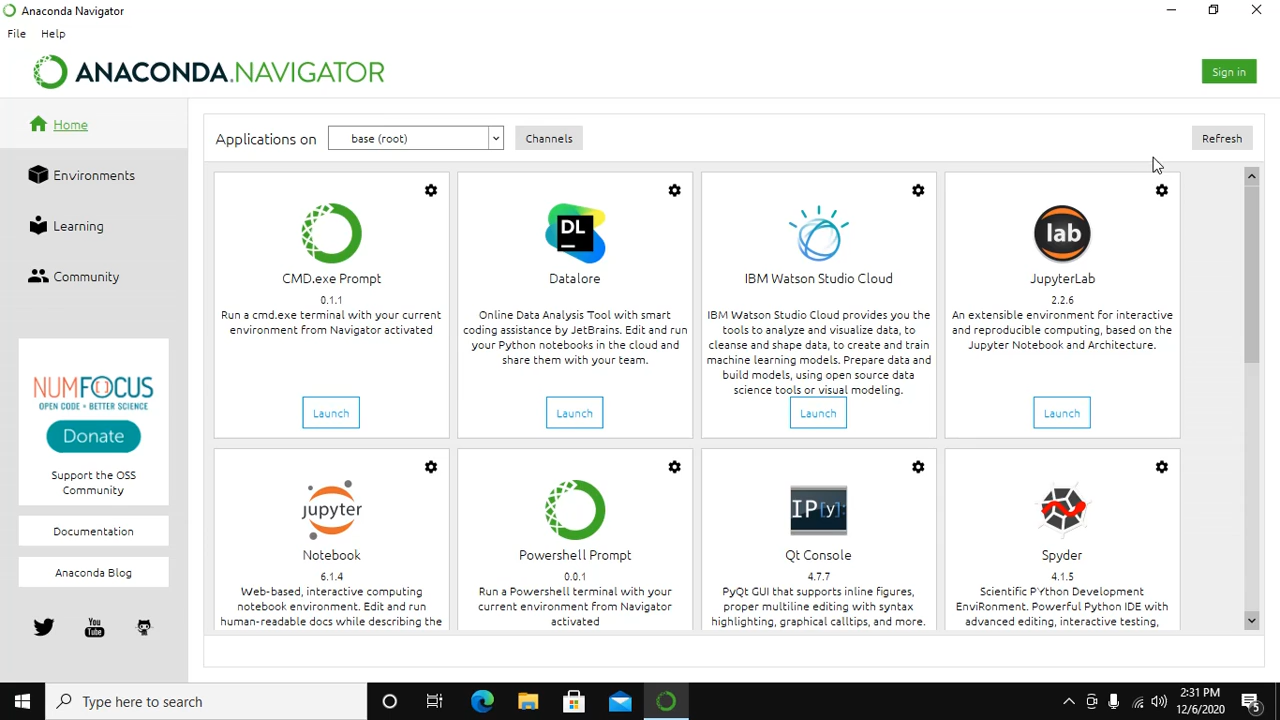 Anaconda Navigator
File Help
ANACONDA.NAVIGATOR
Sign in
Home
Environments
Learning
Community
NUMFOCUS
OPEN CODE = BETTER SCIENCE
Donate
Support the OSS
Community
Documentation
Anaconda Blog
You
Tube
Applications on base (root) Channels Refresh
CMD.exe Prompt
0.1.1
Run a cmd.exe terminal with your current
environment from Navigator activated
Launch
DL
Datalore
Online Data Analysis Tool with smart
coding assistance by JetBrains. Edit and run
your Python notebooks in the cloud and
share them with your team.
Launch
IBM Watson Studio Cloud
IBM Watson Studio Cloud provides you the
tools to analyze and visualize data, to
cleanse and shape data, to create and train
machine learning models. Prepare data and
build models, using open source data
science tools or visual modeling.
Launch
lab
JupyterLab
2.2.6
An extensible environment for interactive
and reproducible computing, based on the
Jupyter Notebook and Architecture.
Launch
jupyter
Notebook
6.1.4
Web-based, interactive computing
notebook environment. Edit and run
human-readable docs while describing the
Powershell Prompt
0.0.1
Run a Powershell terminal with your
current environment from Navigator
activated
IP[y]:
Qt Console
4.7.7
PyQt GUI that supports inline figures,
proper multiline editing with syntax
highlighting, graphical calltips, and more.
Spyder
4.1.5
Scientific PYthon Development
EnviRonment. Powerful Python IDE with
advanced editing, interactive testing,
Type here to search
2:31 PM
12/6/2020
5